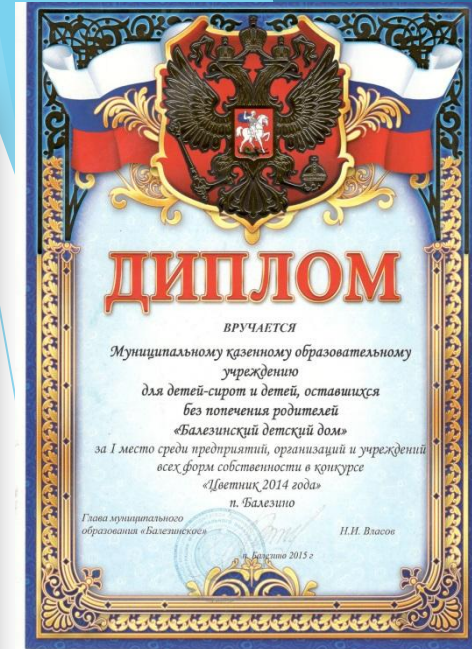 ДИПЛОМ
ВРУЧАЕТСЯ
Муниципальному казенному образовательному
учреждению
для детей-сирот и детей, оставшихся
без попечения родителей
«Балезинский детский дом»
за I место среди предприятий, организаций и учреждений
всех форм собственности в конкурсе
«Цветник 2014 года»
п. Балезино
Глава муниципального
образования «Балезинское»
Н.И. Власов
п. Балезино 2015 г